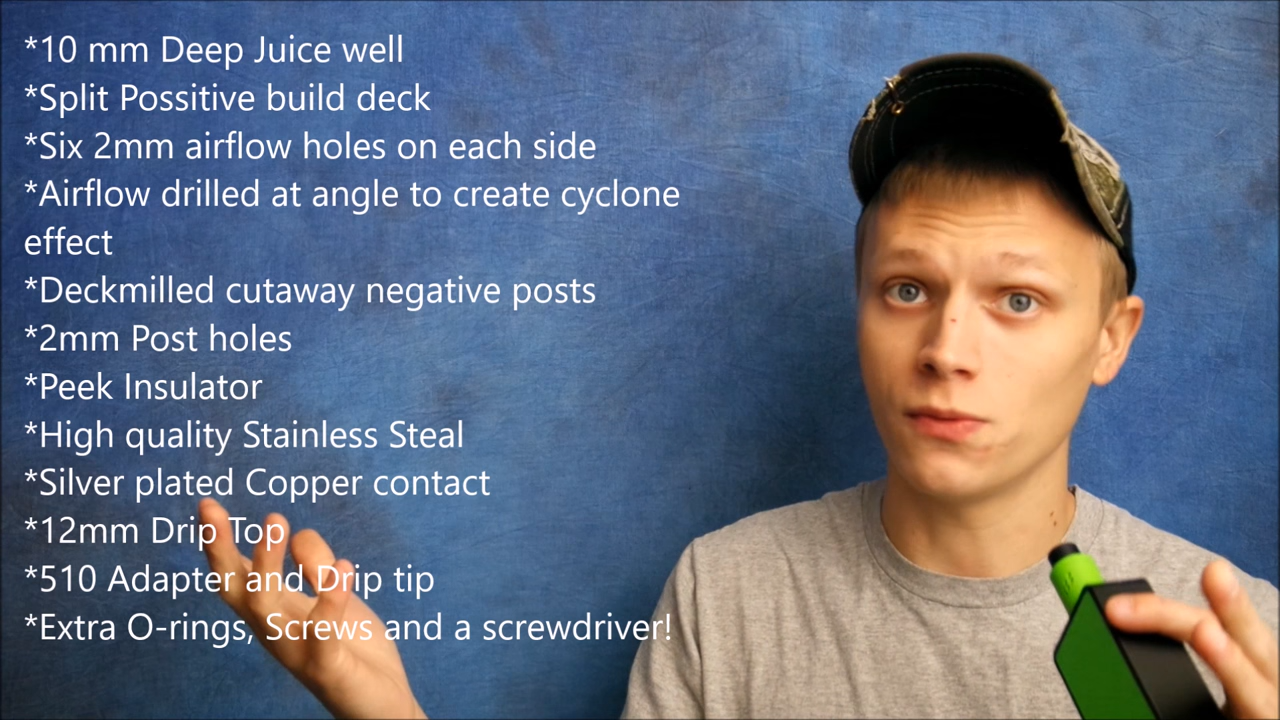 *10 mm Deep Juice well
*Split Possitive build deck
*Six 2mm airflow holes on each side
*Airflow drilled at angle to create cyclone
effect
*Deckmilled cutaway negative posts
*2mm Post holes
*Peek Insulator
*High quality Stainless Steal
*Silver plated Copper contact
*12mm Drip Top
*510 Adapter and Drip tip
*Extra O-rings, Screws and a screwdriver!